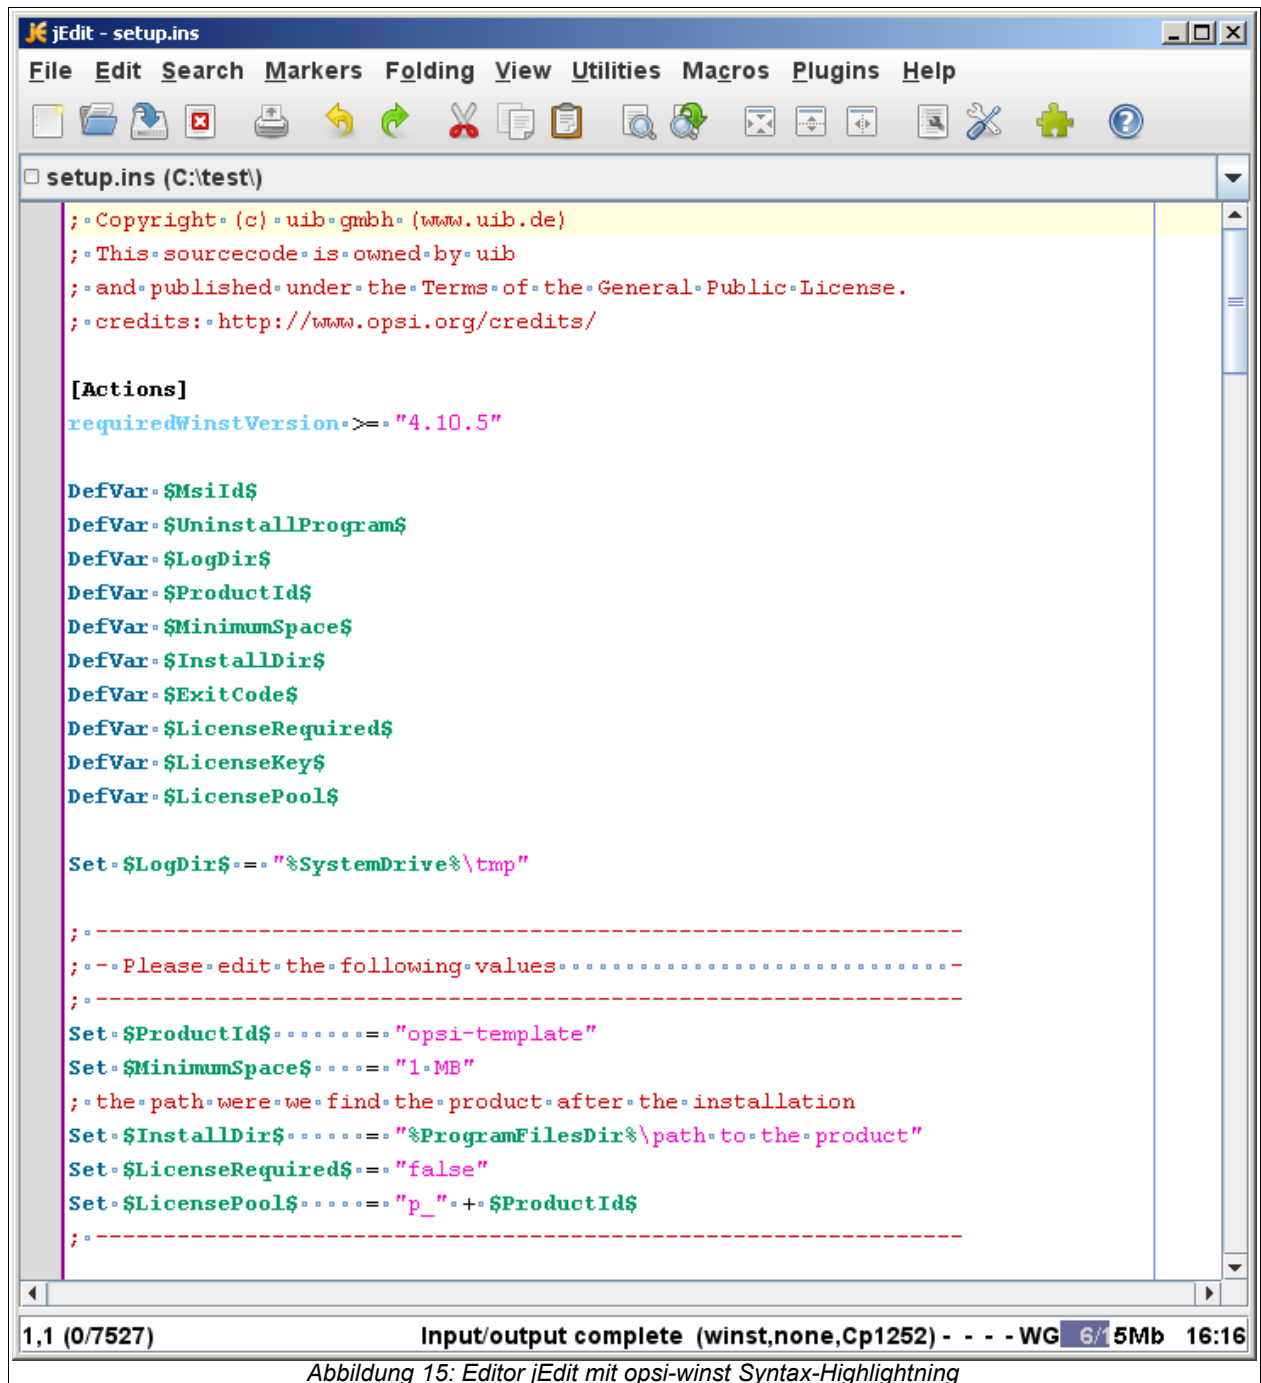 jEdit - setup.ins
File Edit Search Markers Folding View Utilities Macros Plugins Help
setup.ins (C:\test\)
; Copyright (c) uib gmbh (www.uib.de)
; This sourcecode is owned by uib
; and published under the Terms of the General Public License.
; credits: http://www.opsi.org/credits/
[Actions]
requiredWinstVersion >= "4.10.5"
DefVar $MsiId$
DefVar $UninstallProgram$
DefVar $LogDir$
DefVar $ProductId$
DefVar $MinimumSpace$
DefVar $InstallDir$
DefVar $ExitCode$
DefVar $LicenseRequired$
DefVar $LicenseKey$
DefVar $LicensePool$
Set $LogDir$ = "%SystemDrive%\tmp"
; ----------------------------------------------------------------
; - Please edit the following values                             -
; ----------------------------------------------------------------
Set $ProductId$       = "opsi-template"
Set $MinimumSpace$    = "1 MB"
; the path were we find the product after the installation
Set $InstallDir$      = "%ProgramFilesDir%\path to the product"
Set $LicenseRequired$ = "false"
Set $LicensePool$     = "p_" + $ProductId$
; ----------------------------------------------------------------
1,1 (0/7527) Input/output complete (winst,none,Cp1252) - - - - WG 6/15Mb 16:16
Abbildung 15: Editor jEdit mit opsi-winst Syntax-Highlightning